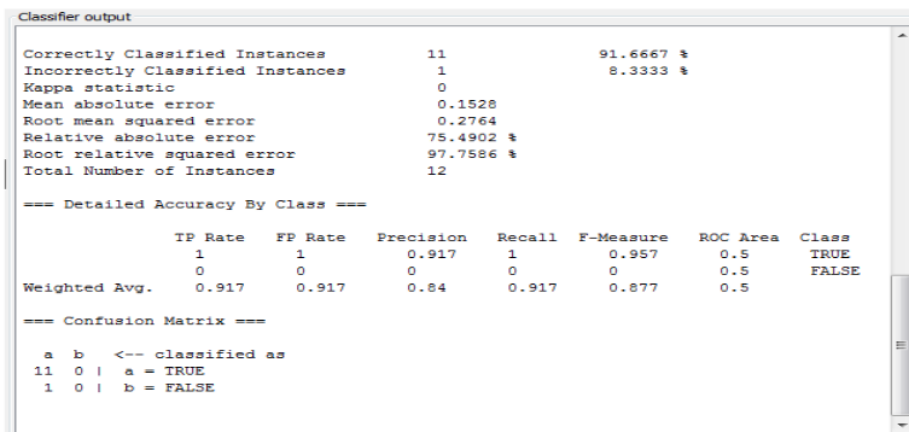 Classifier output
Correctly Classified Instances 11 91.6667 %
Incorrectly Classified Instances 1 8.3333 %
Kappa statistic 0
Mean absolute error 0.1528
Root mean squared error 0.2764
Relative absolute error 75.4902 %
Root relative squared error 97.7586 %
Total Number of Instances 12
=== Detailed Accuracy By Class ===
TP Rate FP Rate Precision Recall F-Measure ROC Area Class
1 1 0.917 1 0.957 0.5 TRUE
0 0 0 0 0 0.5 FALSE
Weighted Avg. 0.917 0.917 0.84 0.917 0.877 0.5
=== Confusion Matrix ===
a b <-- classified as
11 0 | a = TRUE
1 0 | b = FALSE